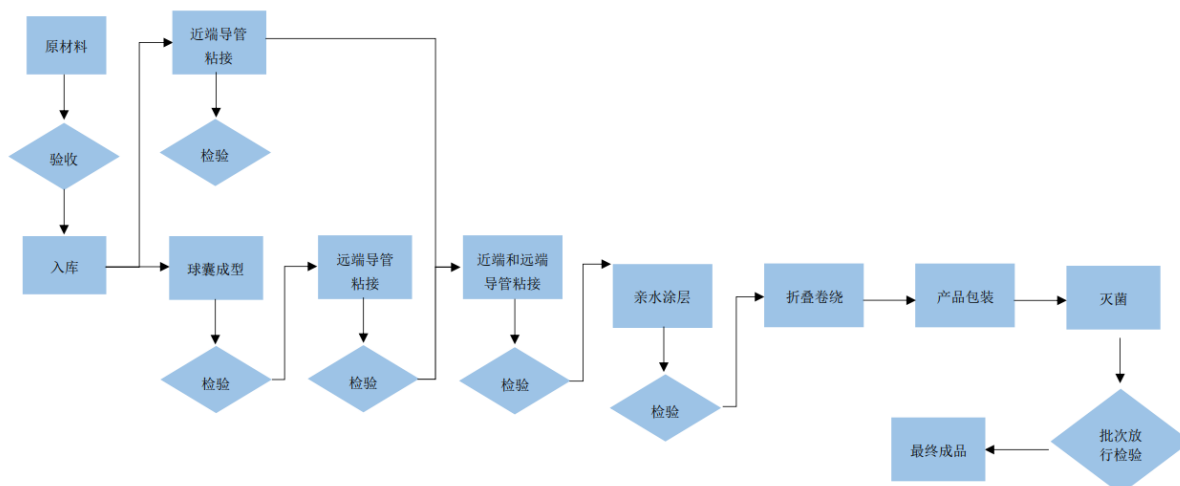 原材料
验收
入库
近端导管
粘接
检验
球囊成型
检验
远端导管
粘接
检验
近端和远端
导管粘接
检验
亲水涂层
检验
折叠卷绕
产品包装
灭菌
批次放
行检验
最终成品